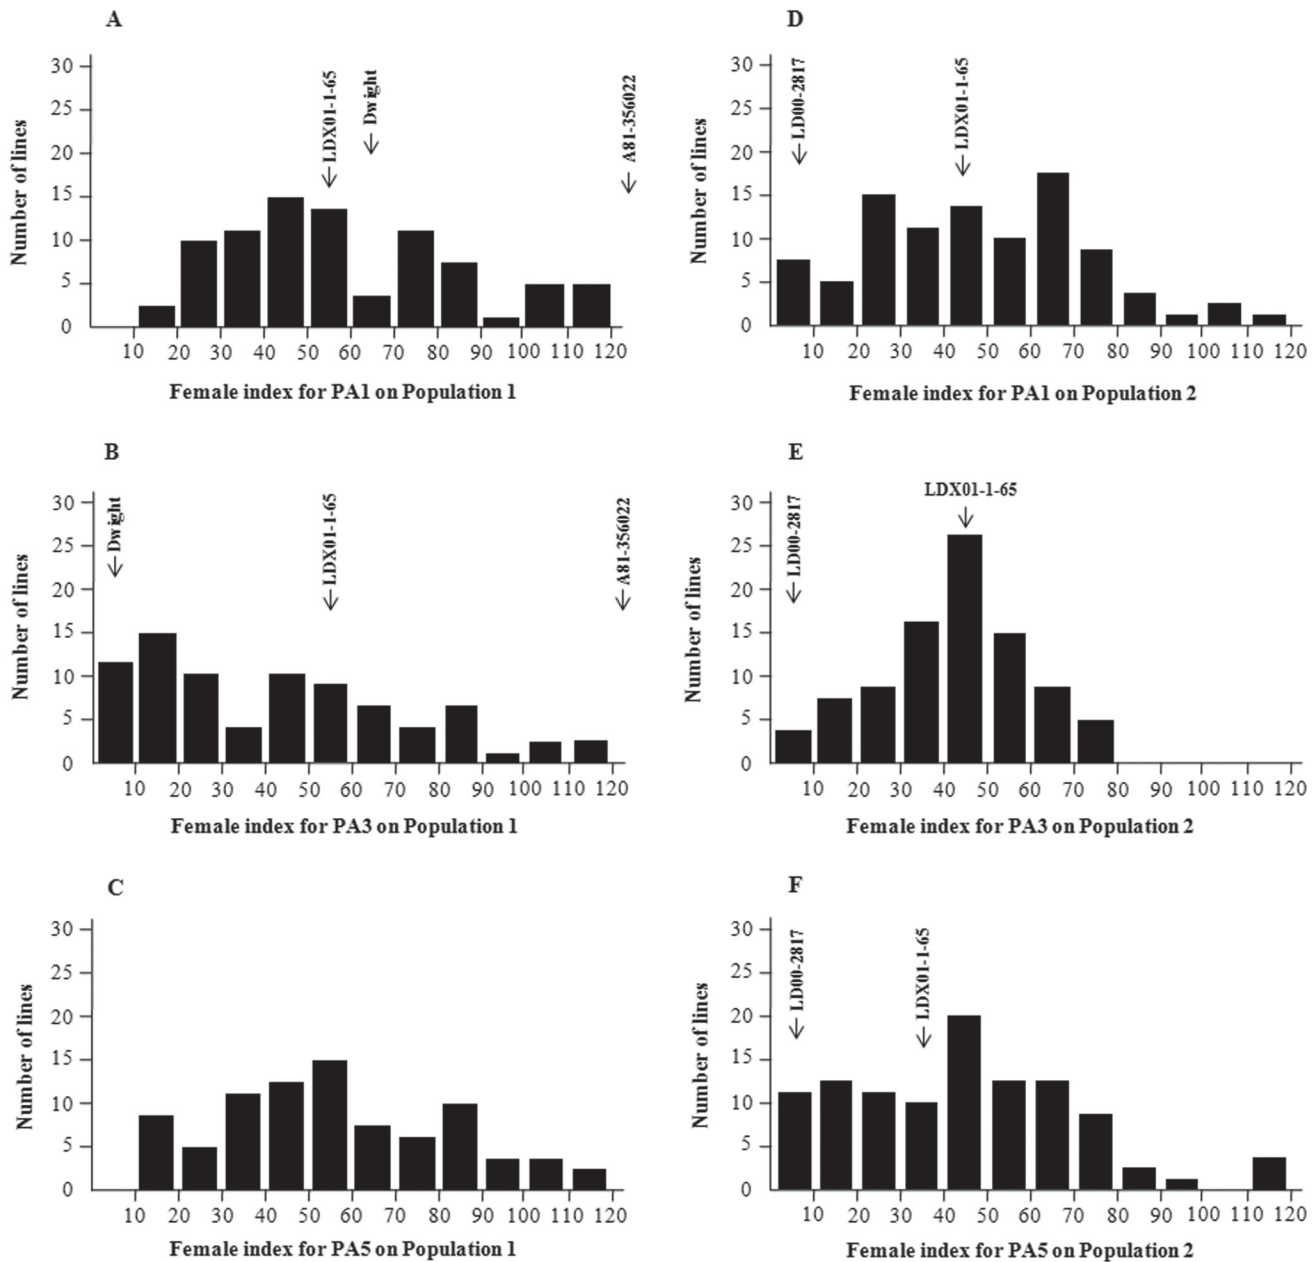 A
30
25
20
15
10
5
0
Number of lines
LDX01-1-65
Dwight
A81-356022
10 20 30 40 50 60 70 80 90 100 110 120
Female index for PA1 on Population 1
D
30
25
20
15
10
5
0
Number of lines
LD00-2817
LDX01-1-65
10 20 30 40 50 60 70 80 90 100 110 120
Female index for PA1 on Population 2
B
30
25
20
15
10
5
0
Number of lines
Dwight
LDX01-1-65
A81-356022
10 20 30 40 50 60 70 80 90 100 110 120
Female index for PA3 on Population 1
E
30
25
20
15
10
5
0
Number of lines
LD00-2817
LDX01-1-65
10 20 30 40 50 60 70 80 90 100 110 120
Female index for PA3 on Population 2
C
30
25
20
15
10
5
0
Number of lines
10 20 30 40 50 60 70 80 90 100 110 120
Female index for PA5 on Population 1
F
30
25
20
15
10
5
0
Number of lines
LD00-2817
LDX01-1-65
10 20 30 40 50 60 70 80 90 100 110 120
Female index for PA5 on Population 2